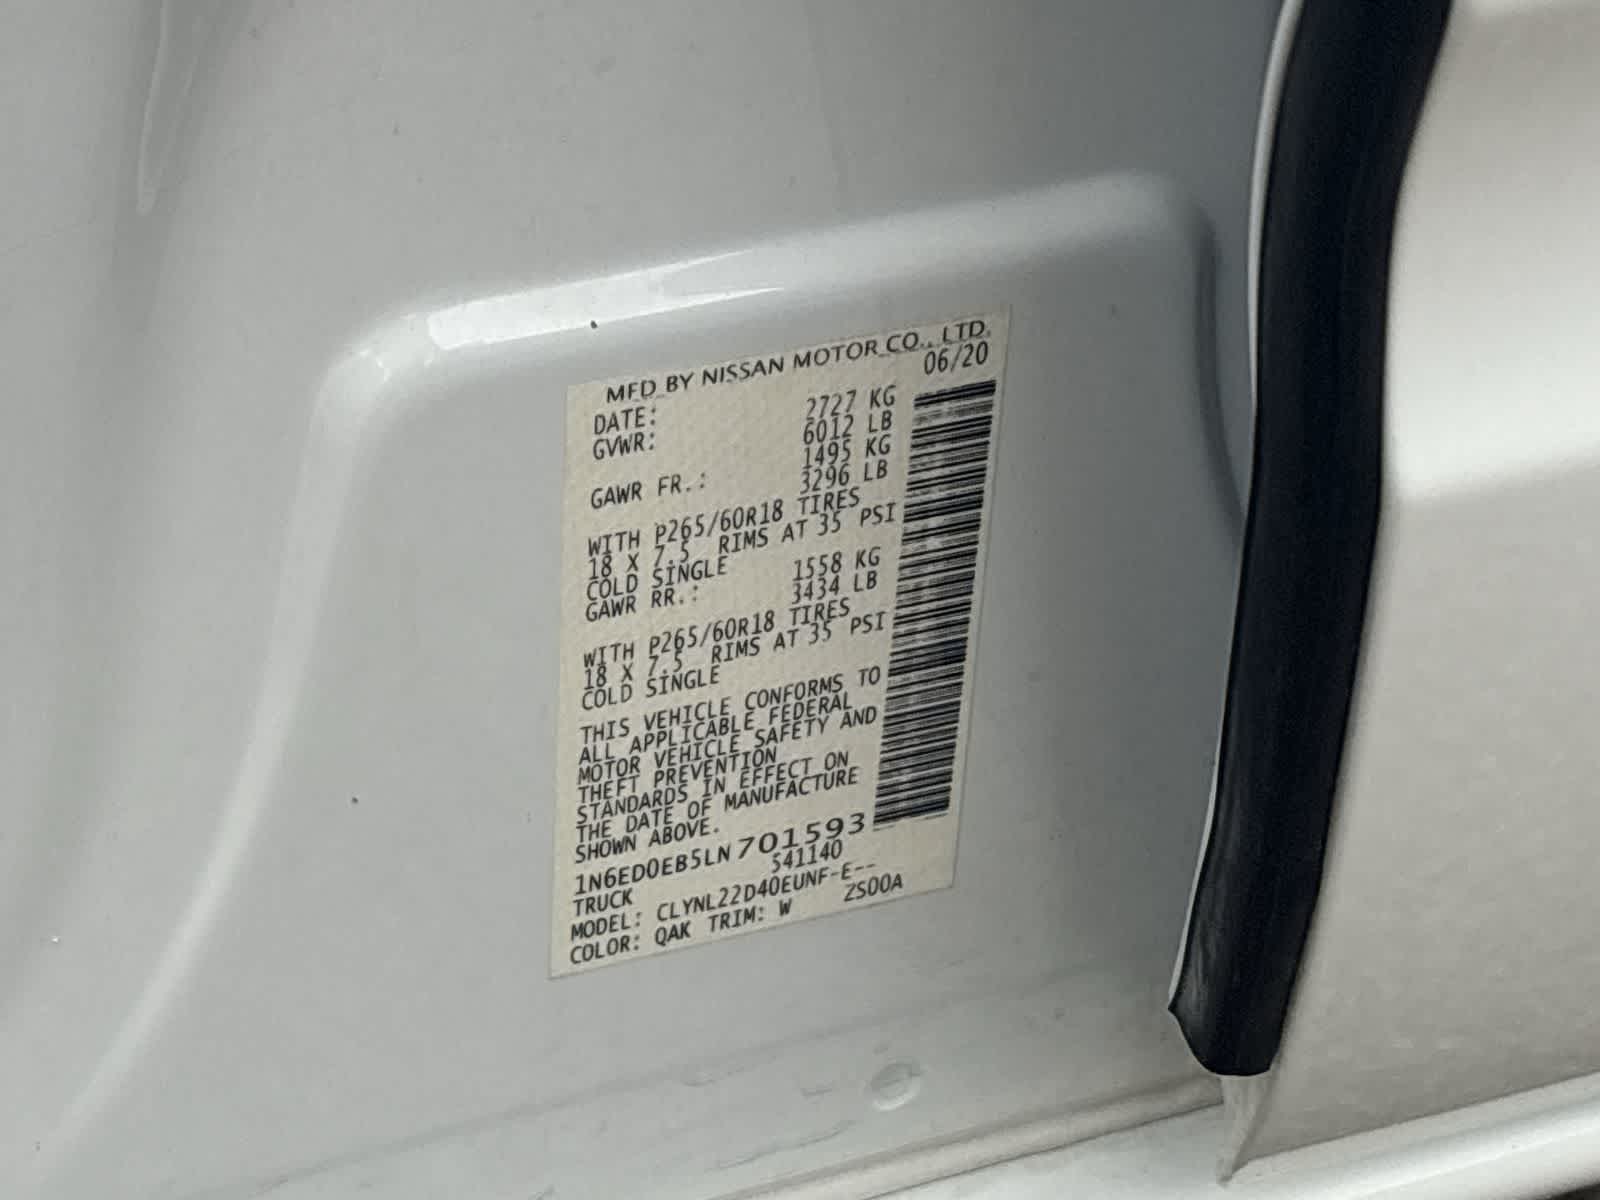 MFD BY NISSAN MOTOR CO., LTD.
DATE: 06/20
GVWR: 2727 KG
6012 LB
GAWR FR.: 1495 KG
3296 LB
WITH P265/60R18 TIRES
18 X 7.5 RIMS AT 35 PSI
COLD SINGLE
GAWR RR.: 1558 KG
3434 LB
WITH P265/60R18 TIRES
18 X 7.5 RIMS AT 35 PSI
COLD SINGLE
THIS VEHICLE CONFORMS TO
ALL APPLICABLE FEDERAL
MOTOR VEHICLE SAFETY AND
THEFT PREVENTION
STANDARDS IN EFFECT ON
THE DATE OF MANUFACTURE
SHOWN ABOVE.
1N6ED0EB5LN701593
TRUCK 541140
MODEL: CLYNL22D40EUNF-E--
COLOR: QAK TRIM: W ZS00A